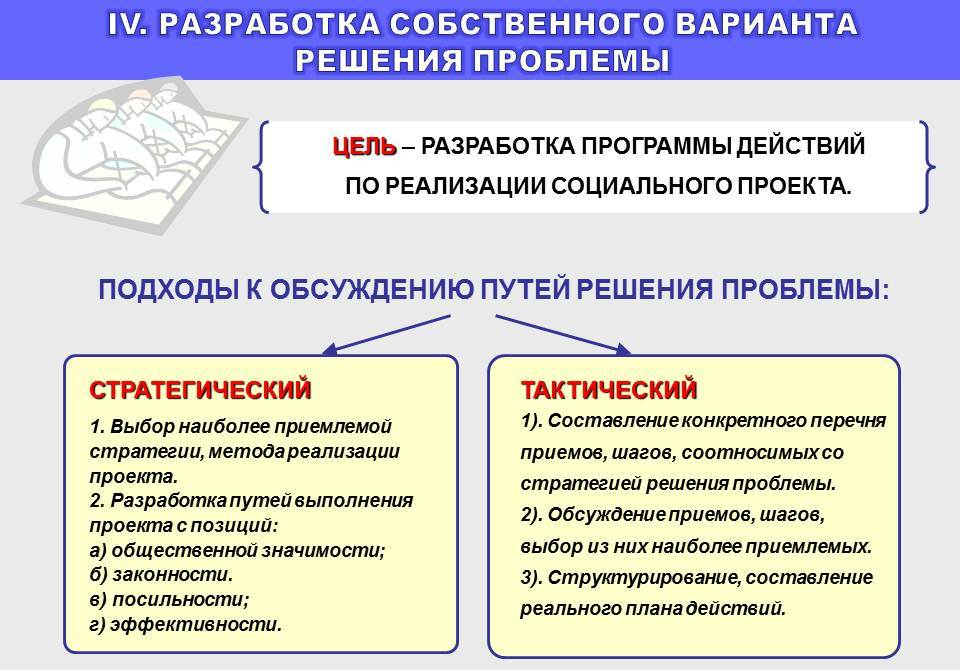 IV. РАЗРАБОТКА СОБСТВЕННОГО ВАРИАНТА
РЕШЕНИЯ ПРОБЛЕМЫ
ЦЕЛЬ – РАЗРАБОТКА ПРОГРАММЫ ДЕЙСТВИЙ
ПО РЕАЛИЗАЦИИ СОЦИАЛЬНОГО ПРОЕКТА.
ПОДХОДЫ К ОБСУЖДЕНИЮ ПУТЕЙ РЕШЕНИЯ ПРОБЛЕМЫ:
СТРАТЕГИЧЕСКИЙ
1. Выбор наиболее приемлемой
стратегии, метода реализации
проекта.
2. Разработка путей выполнения
проекта с позиций:
а) общественной значимости;
б) законности.
в) посильности;
г) эффективности.
ТАКТИЧЕСКИЙ
1). Составление конкретного перечня
приемов, шагов, соотносимых со
стратегией решения проблемы.
2). Обсуждение приемов, шагов,
выбор из них наиболее приемлемых.
3). Структурирование, составление
реального плана действий.